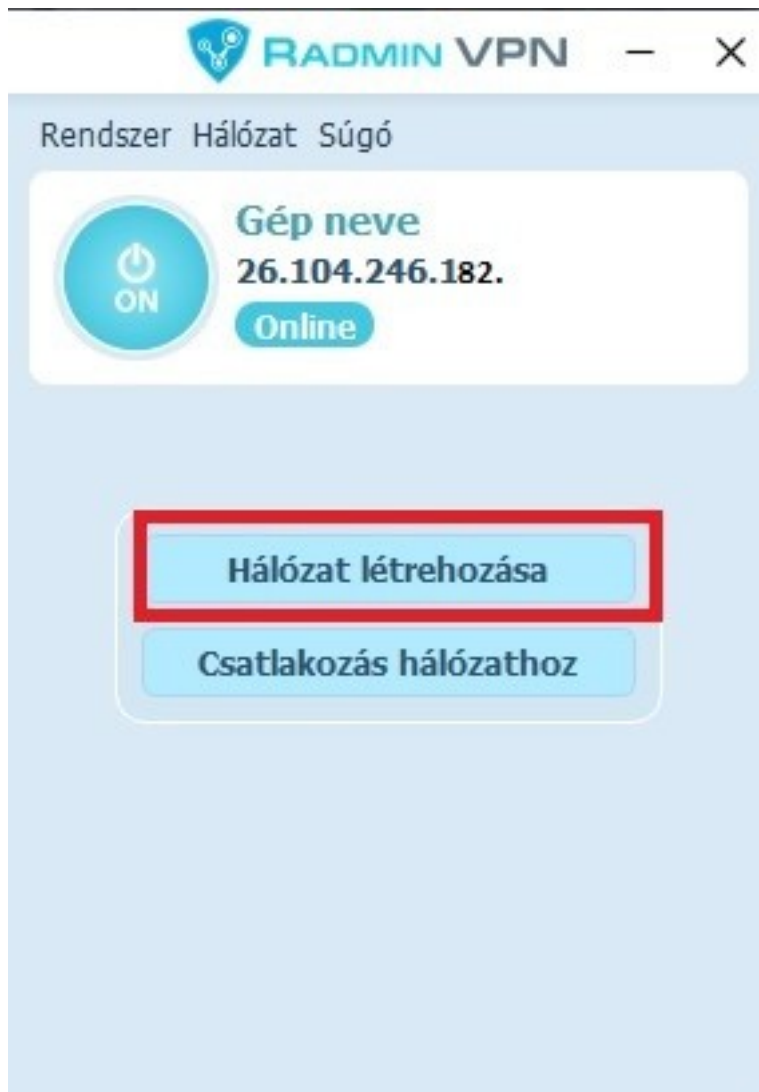 RADMIN VPN
Rendszer Hálózat Súgó
Gép neve
26.104.246.182.
ON
Online
Hálózat létrehozása
Csatlakozás hálózathoz